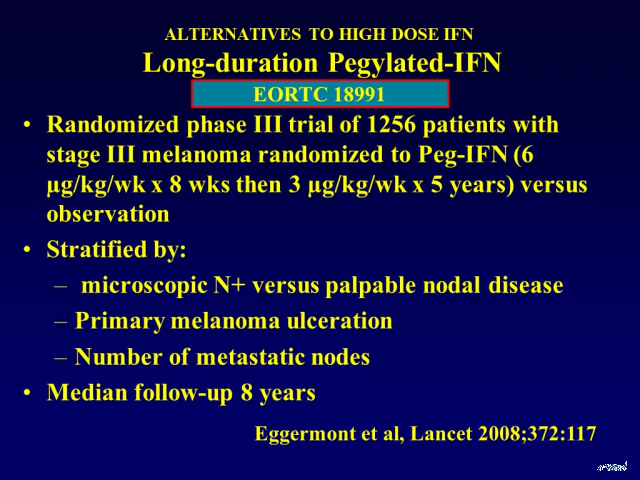 ALTERNATIVES TO HIGH DOSE IFN
Long-duration Pegylated-IFN
EORTC 18991
• Randomized phase III trial of 1256 patients with
stage III melanoma randomized to Peg-IFN (6
µg/kg/wk x 8 wks then 3 µg/kg/wk x 5 years) versus
observation
• Stratified by:
– microscopic N+ versus palpable nodal disease
– Primary melanoma ulceration
– Number of metastatic nodes
• Median follow-up 8 years
Eggermont et al, Lancet 2008;372:117